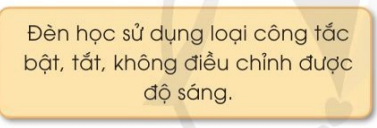 Đèn học sử dụng loại công tắc
bật, tắt, không điều chỉnh được
độ sáng.